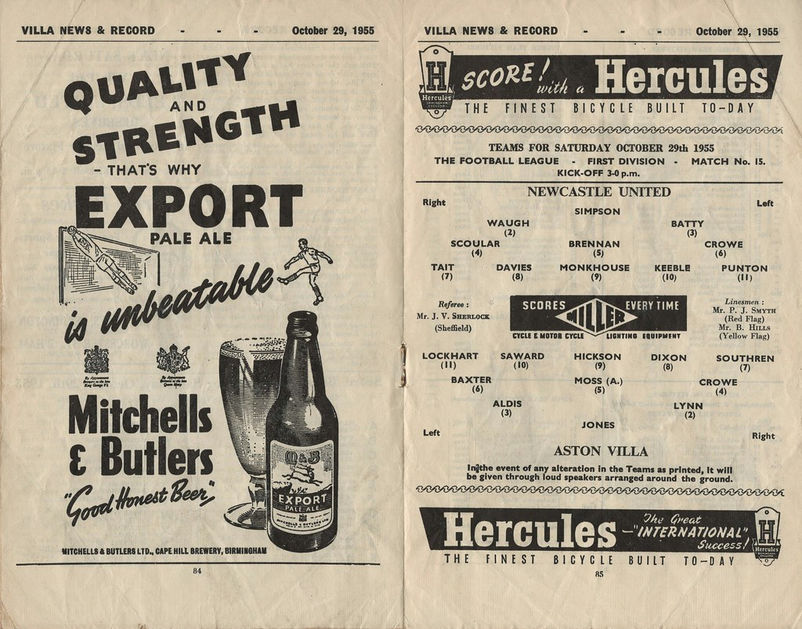 VILLA NEWS & RECORD - - - October 29, 1955
QUALITY
AND
STRENGTH
- THAT'S WHY
EXPORT
PALE ALE
is unbeatable
Mitchells
& Butlers
"Good Honest Beer"
M&B
EXPORT
PALE ALE
MITCHELLS & BUTLERS LTD., CAPE HILL BREWERY, BIRMINGHAM
84
VILLA NEWS & RECORD - - - October 29, 1955
H
Hercules
SCORE! with a Hercules
THE FINEST BICYCLE BUILT TO-DAY
TEAMS FOR SATURDAY OCTOBER 29th 1955
THE FOOTBALL LEAGUE - FIRST DIVISION - MATCH No. 15.
KICK-OFF 3-0 p.m.
NEWCASTLE UNITED
Right Left
SIMPSON
WAUGH BATTY
(2) (3)
SCOULAR BRENNAN CROWE
(4) (5) (6)
TAIT DAVIES MONKHOUSE KEEBLE PUNTON
(7) (8) (9) (10) (11)
Referee :
Mr. J. V. SHERLOCK
(Sheffield)
SCORES EVERY TIME
MILLER
CYCLE & MOTOR CYCLE LIGHTING EQUIPMENT
Linesmen :
Mr. P. J. SMYTH
(Red Flag)
Mr. B. HILLS
(Yellow Flag)
LOCKHART SAWARD HICKSON DIXON SOUTHREN
(11) (10) (9) (8) (7)
BAXTER MOSS (A.) CROWE
(6) (5) (4)
ALDIS LYNN
(3) (2)
JONES
Left Right
ASTON VILLA
In the event of any alteration in the Teams as printed, it will
be given through loud speakers arranged around the ground.
Hercules The Great
-"INTERNATIONAL"
Success!
H
Hercules
THE FINEST BICYCLE BUILT TO-DAY
85